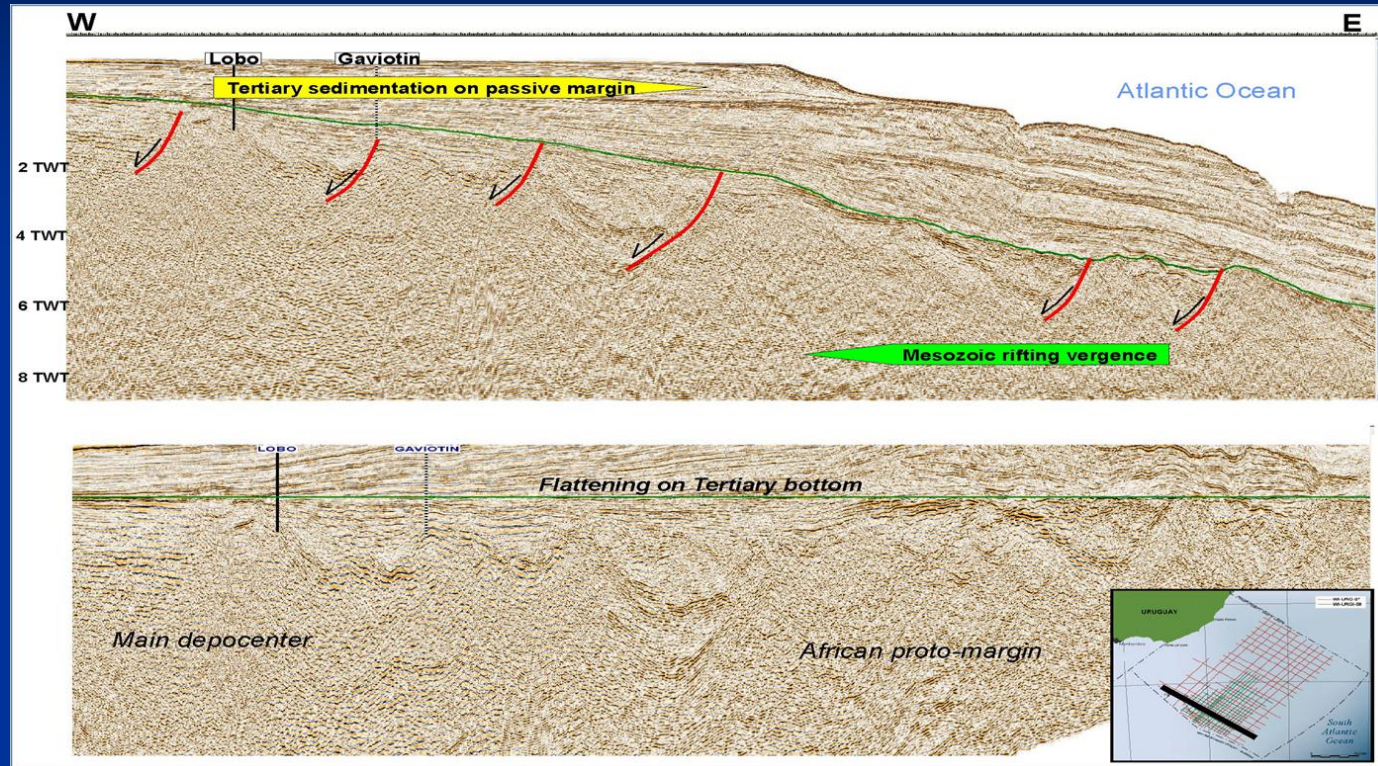 W
E
Lobo
Gaviotin
Tertiary sedimentation on passive margin
Atlantic Ocean
2 TWT
4 TWT
6 TWT
8 TWT
Mesozoic rifting vergence
LOBO
GAVIOTIN
Flattening on Tertiary bottom
Main depocenter
African proto-margin
URUGUAY
South
Atlantic
Ocean